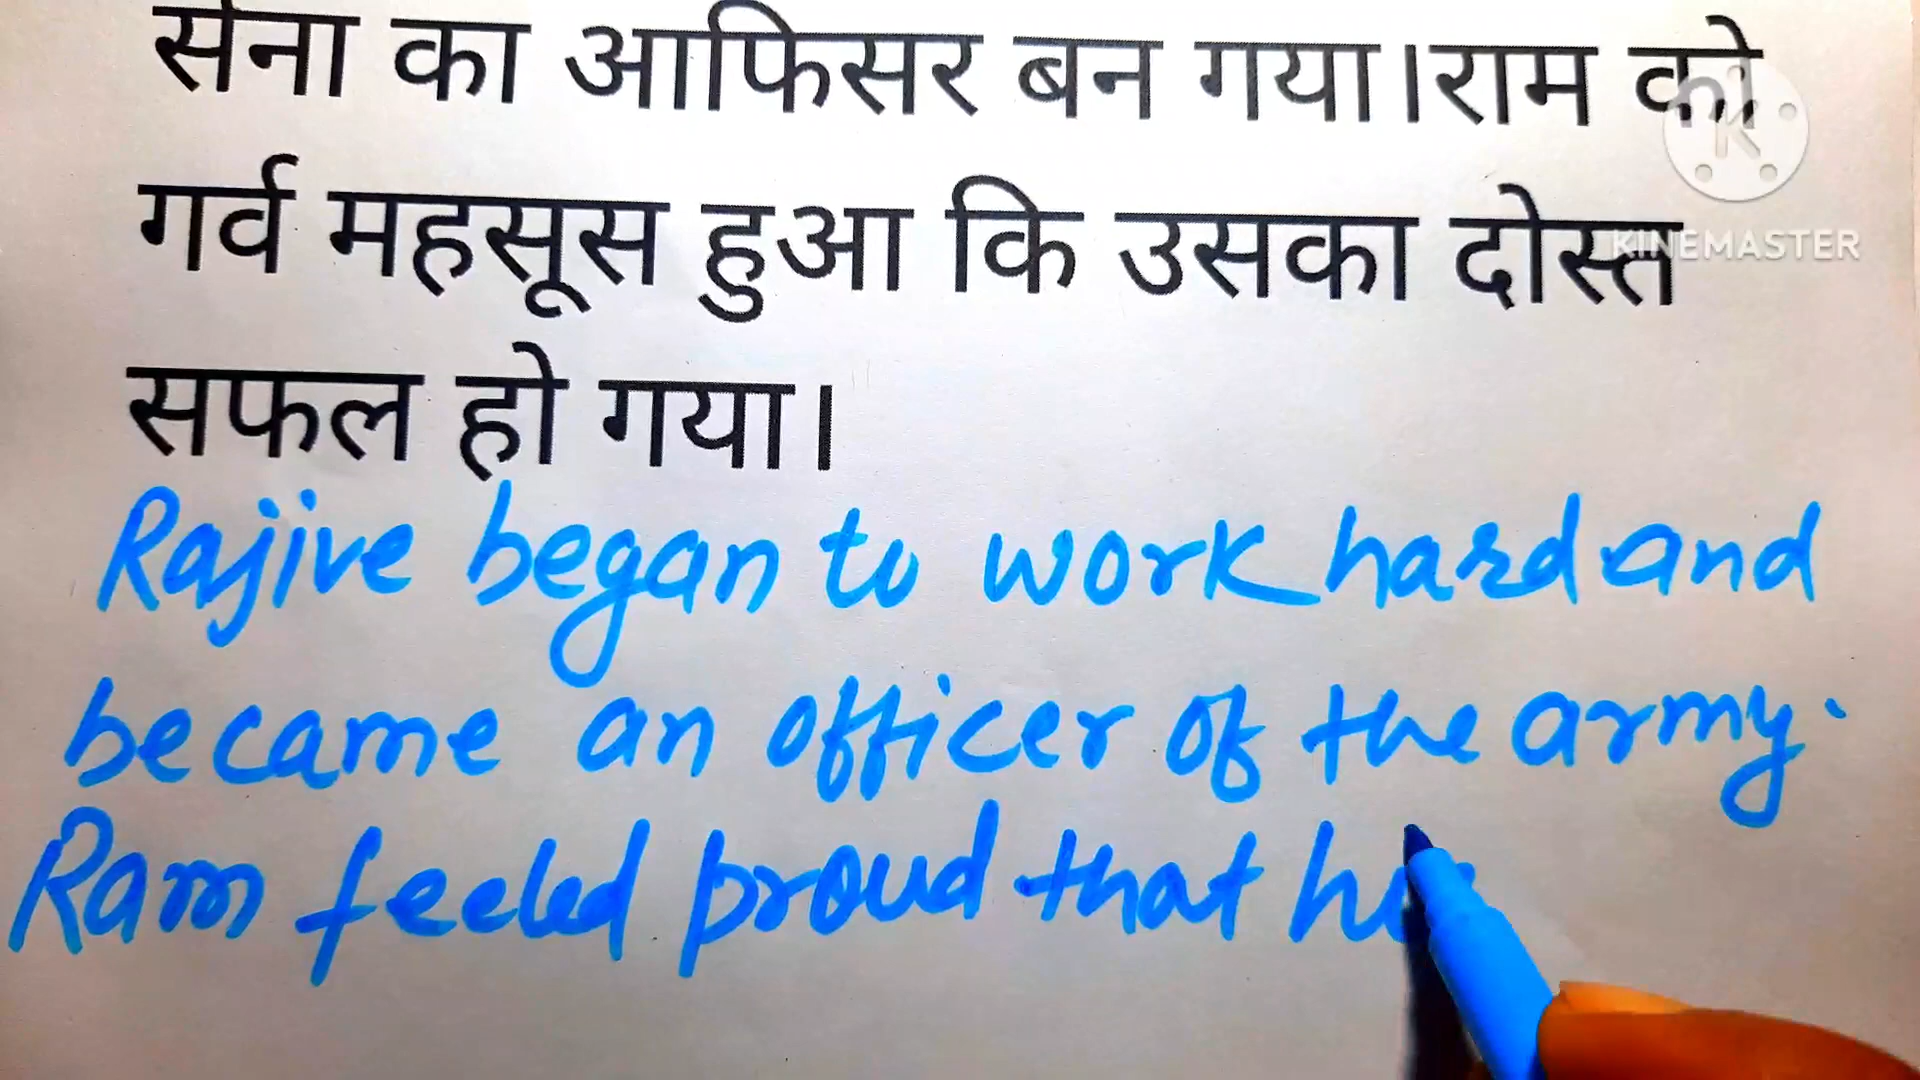 सेना का आफिसर बन गया।राम को
गर्व महसूस हुआ कि उसका दोस्त
सफल हो गया।
KINEMASTER
Rajive began to work hard and
became an officer of the army.
Ram feeled proud that